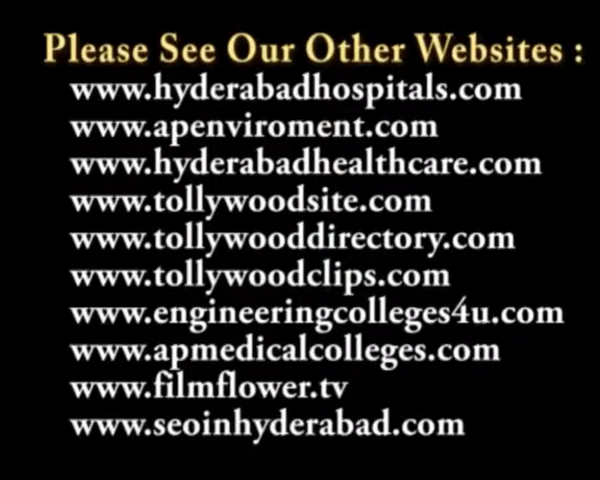 Please See Our Other Websites :
www.hyderabadhospitals.com
www.apenviroment.com
www.hyderabadhealthcare.com
www.tollywoodsite.com
www.tollywooddirectory.com
www.tollywoodclips.com
www.engineeringcolleges4u.com
www.apmedicalcolleges.com
www.filmflower.tv
www.seoinhyderabad.com